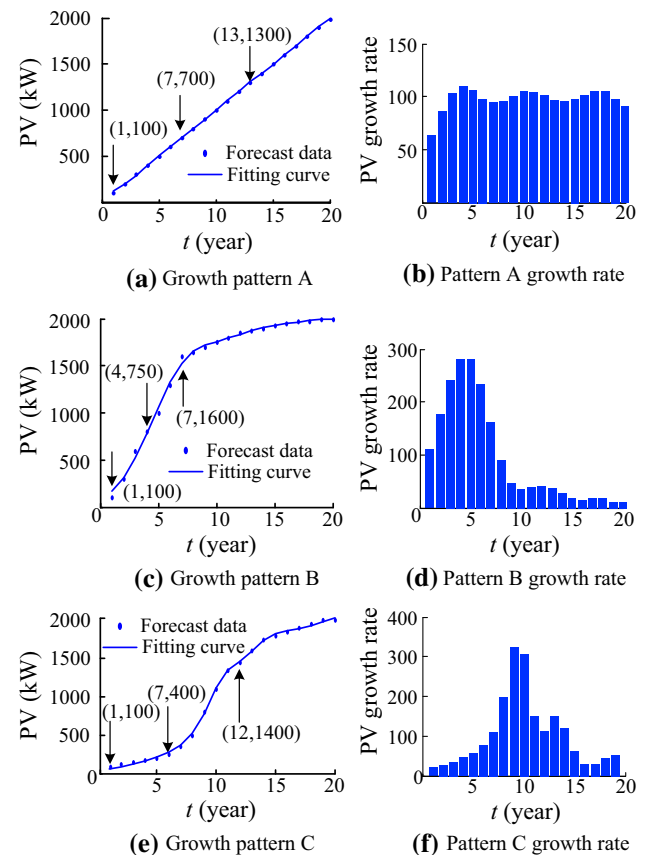 2000
1500
1000
500
0
5
10
15
20
PV (kW)
t (year)
(1,100)
(7,700)
(13,1300)
Forecast data
Fitting curve
(a) Growth pattern A
150
100
50
0
5
10
15
20
PV growth rate
t (year)
(b) Pattern A growth rate
2000
1500
1000
500
0
5
10
15
20
PV (kW)
t (year)
(4,750)
(7,1600)
(1,100)
Forecast data
Fitting curve
(c) Growth pattern B
300
200
100
0
5
10
15
20
PV growth rate
t (year)
(d) Pattern B growth rate
2000
1500
1000
500
0
5
10
15
20
PV (kW)
t (year)
Forecast data
Fitting curve
(1,100)
(7,400)
(12,1400)
(e) Growth pattern C
400
300
200
100
0
5
10
15
20
PV growth rate
t (year)
(f) Pattern C growth rate